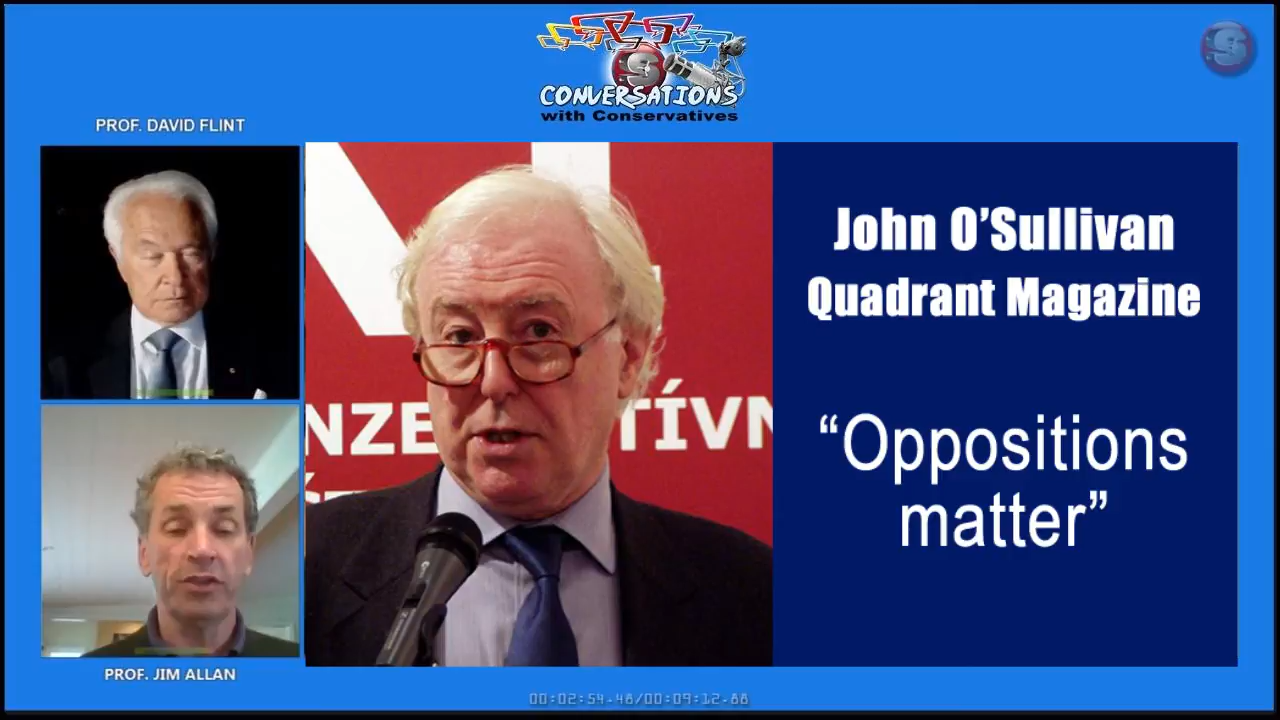 S
CONVERSATIONS
with Conservatives
S
PROF. DAVID FLINT
John O'Sullivan
Quadrant Magazine
NZE
TÍVN
“Oppositions
matter”
PROF. JIM ALLAN
00:02:54.48/00:09:12.88